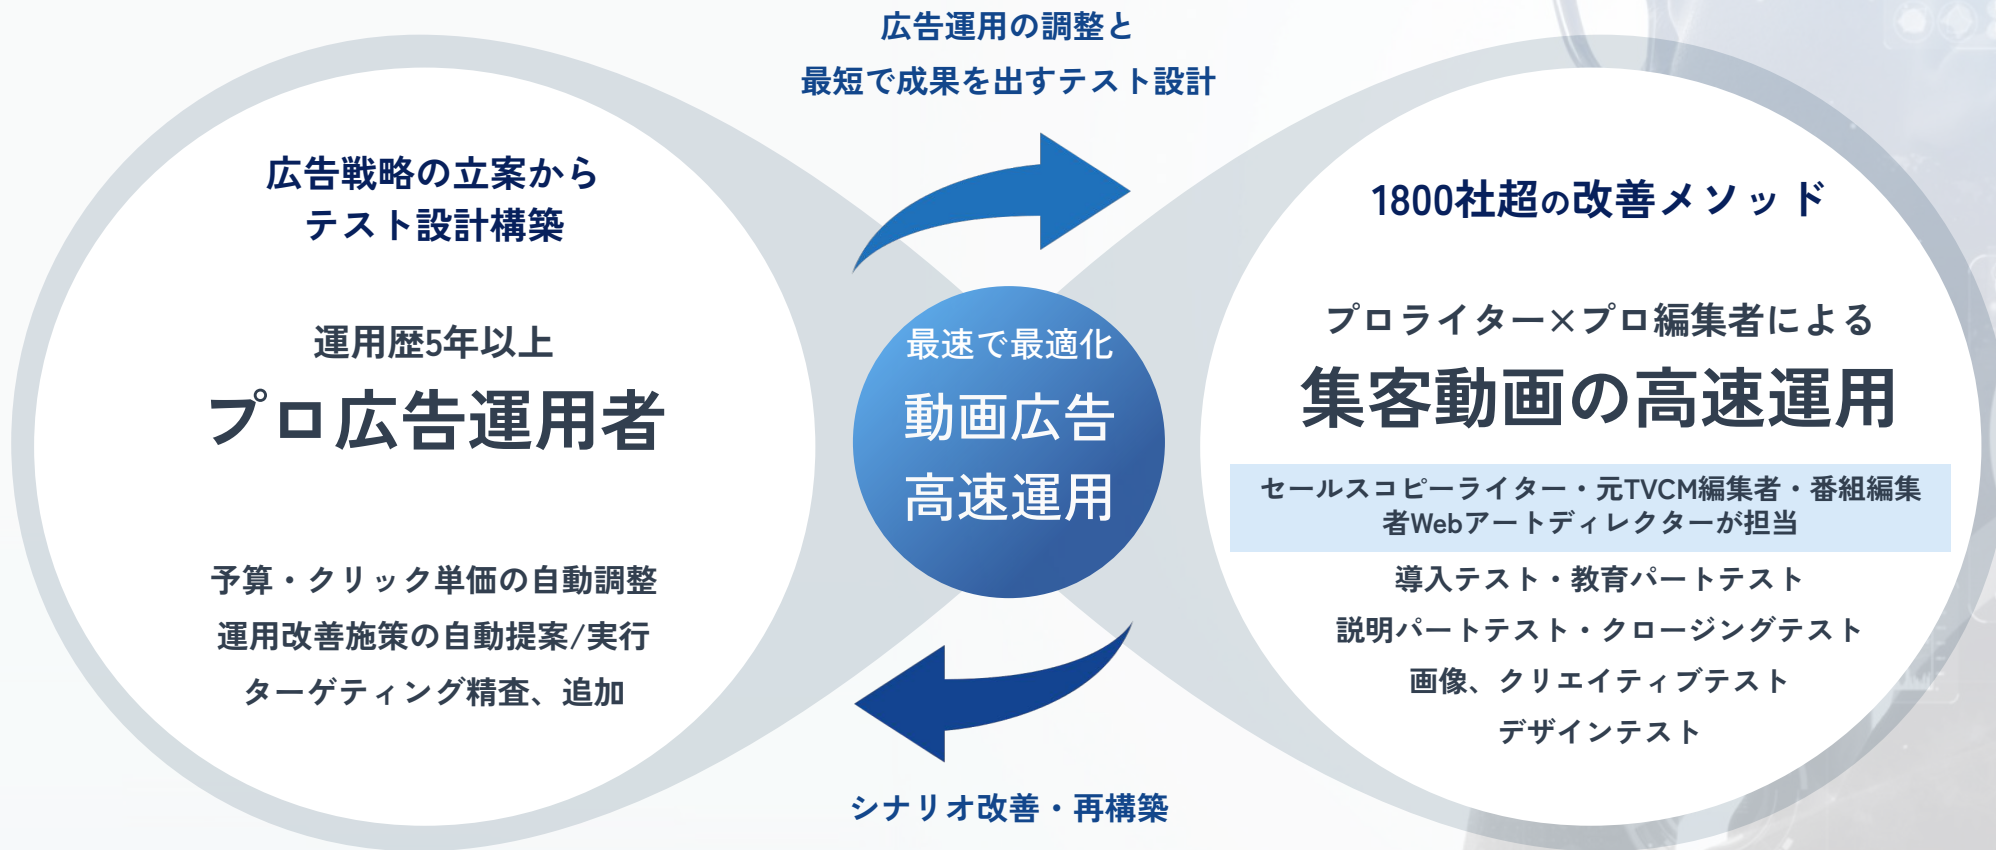 広告運用の調整と
最短で成果を出すテスト設計
広告戦略の立案から
テスト設計構築
運用歴5年以上
プロ広告運用者
予算・クリック単価の自動調整
運用改善施策の自動提案/実行
ターゲティング精査、追加
最速で最適化
動画広告
高速運用
シナリオ改善・再構築
1800社超の改善メソッド
プロライター×プロ編集者による
集客動画の高速運用
セールスコピーライター・元TVCM編集者・番組編集
者Webアートディレクターが担当
導入テスト・教育パートテスト
説明パートテスト・クロージングテスト
画像、クリエイティブテスト
デザインテスト